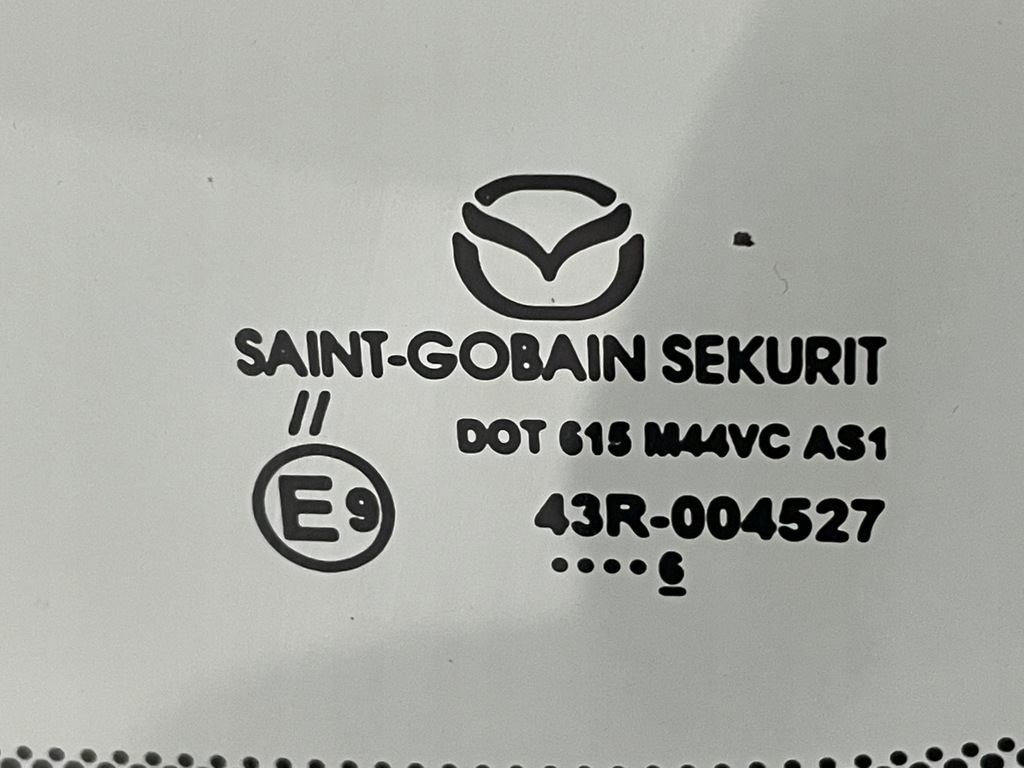 SAINT-GOBAIN SEKURIT
//
DOT 615 M44VC AS1
E9
43R-004527
....6